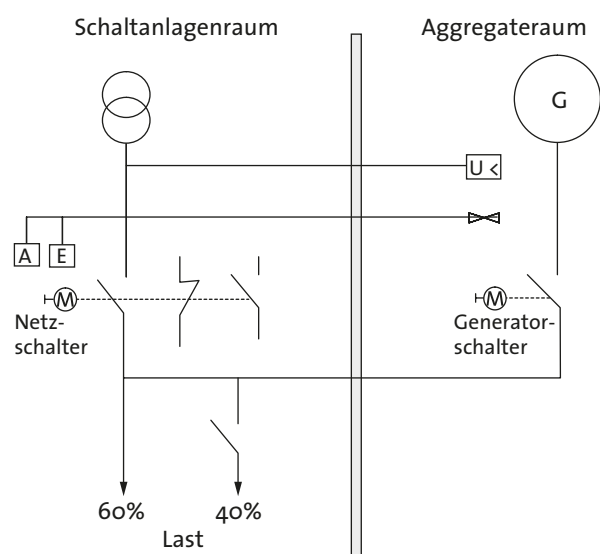 Schaltanlagenraum
Aggregateraum
G
U <
A
E
M
M
Netz-
schalter
Generator-
schalter
60%
40%
Last